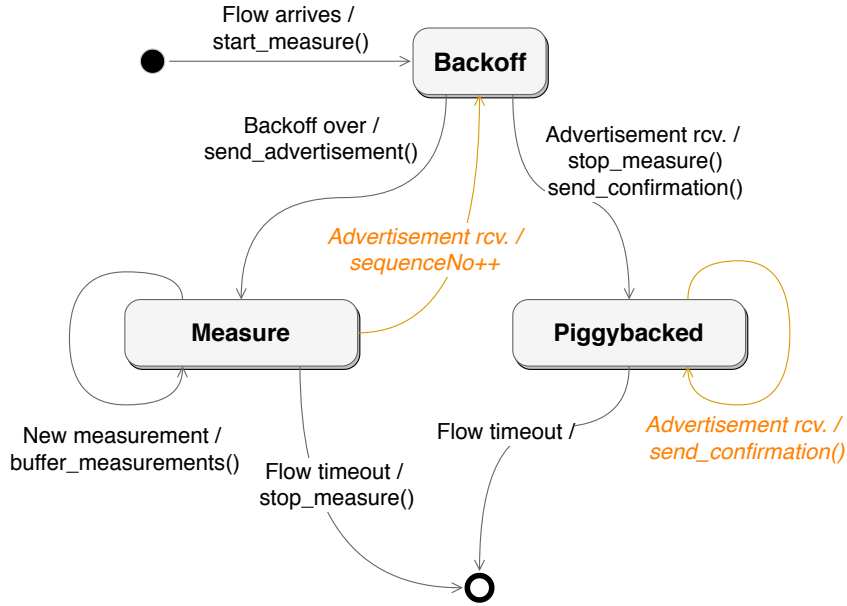 Flow arrives /
start_measure()
Backoff
Backoff over /
send_advertisement()
Advertisement rcv. /
stop_measure()
send_confirmation()
Advertisement rcv. /
sequenceNo++
Measure
Piggybacked
New measurement /
buffer_measurements()
Flow timeout /
stop_measure()
Flow timeout /
Advertisement rcv. /
send_confirmation()